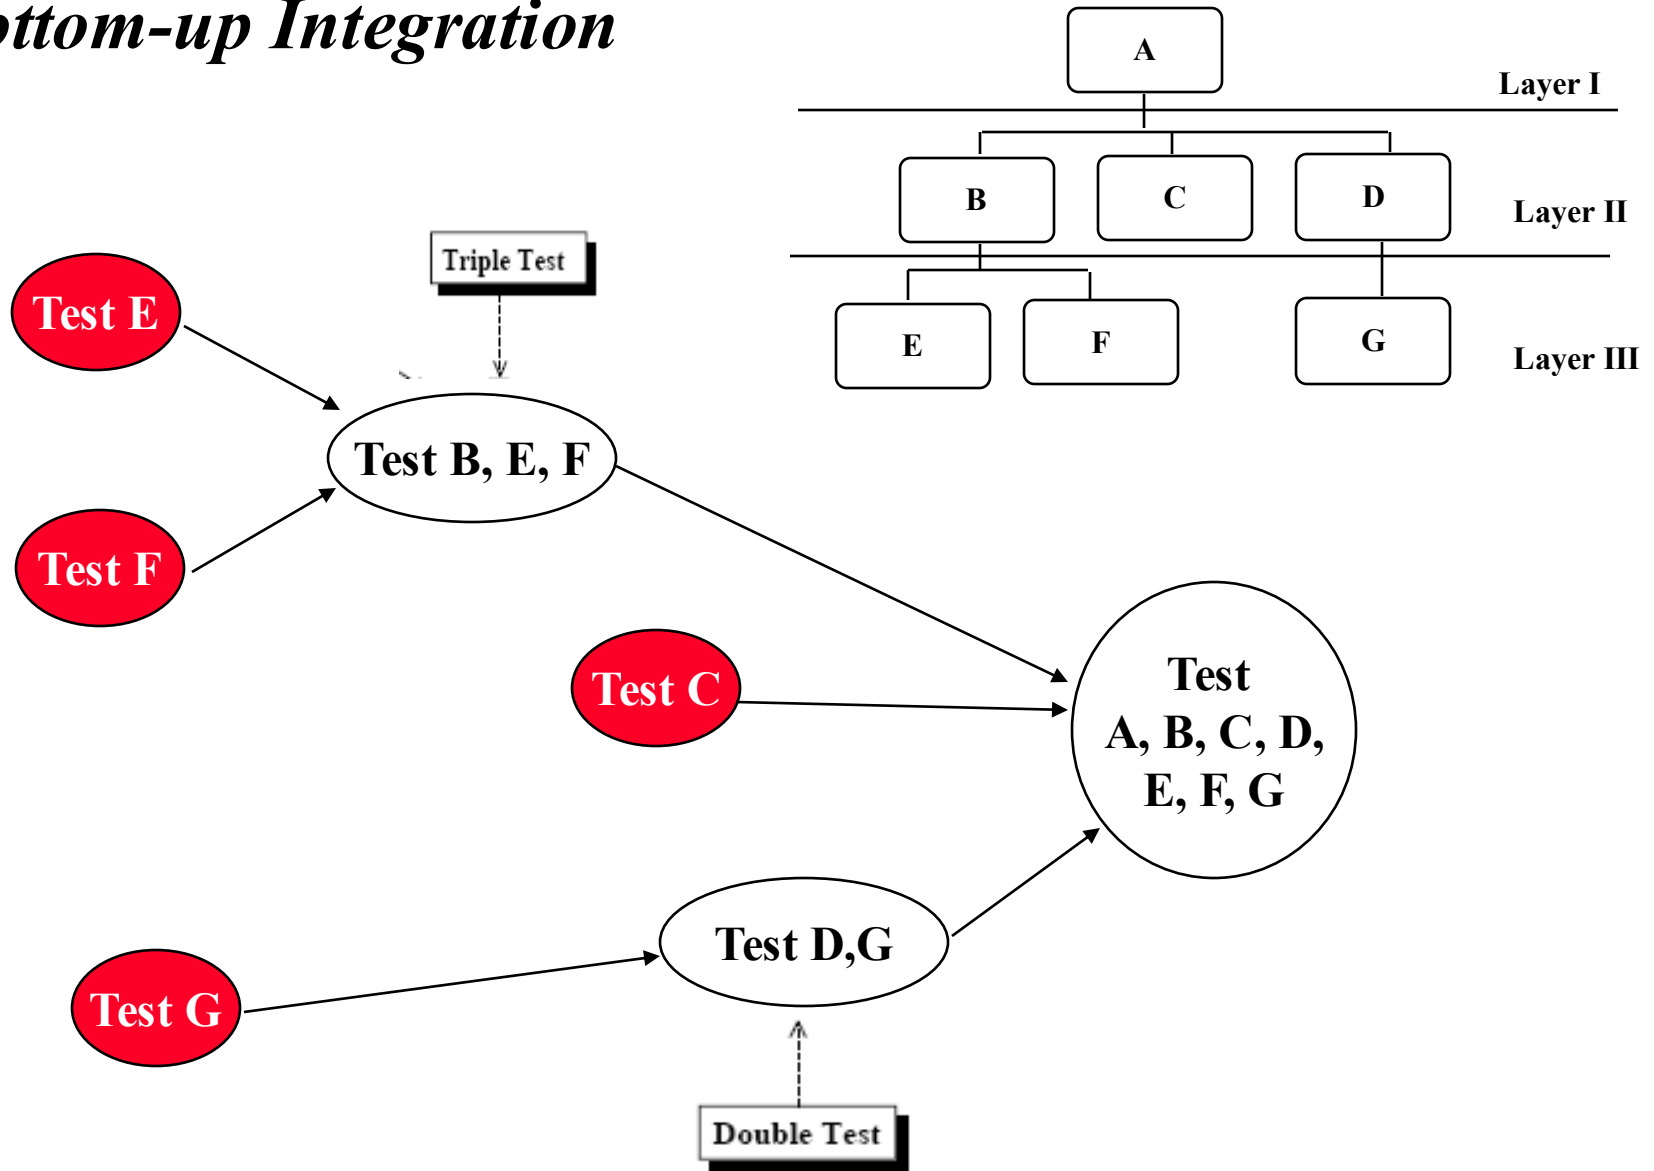 ottom-up Integration
A
Layer I
B
C
D
Layer II
E
F
G
Layer III
Triple Test
Test E
Test B, E, F
Test F
Test C
Test
A, B, C, D,
E, F, G
Test D,G
Test G
Double Test